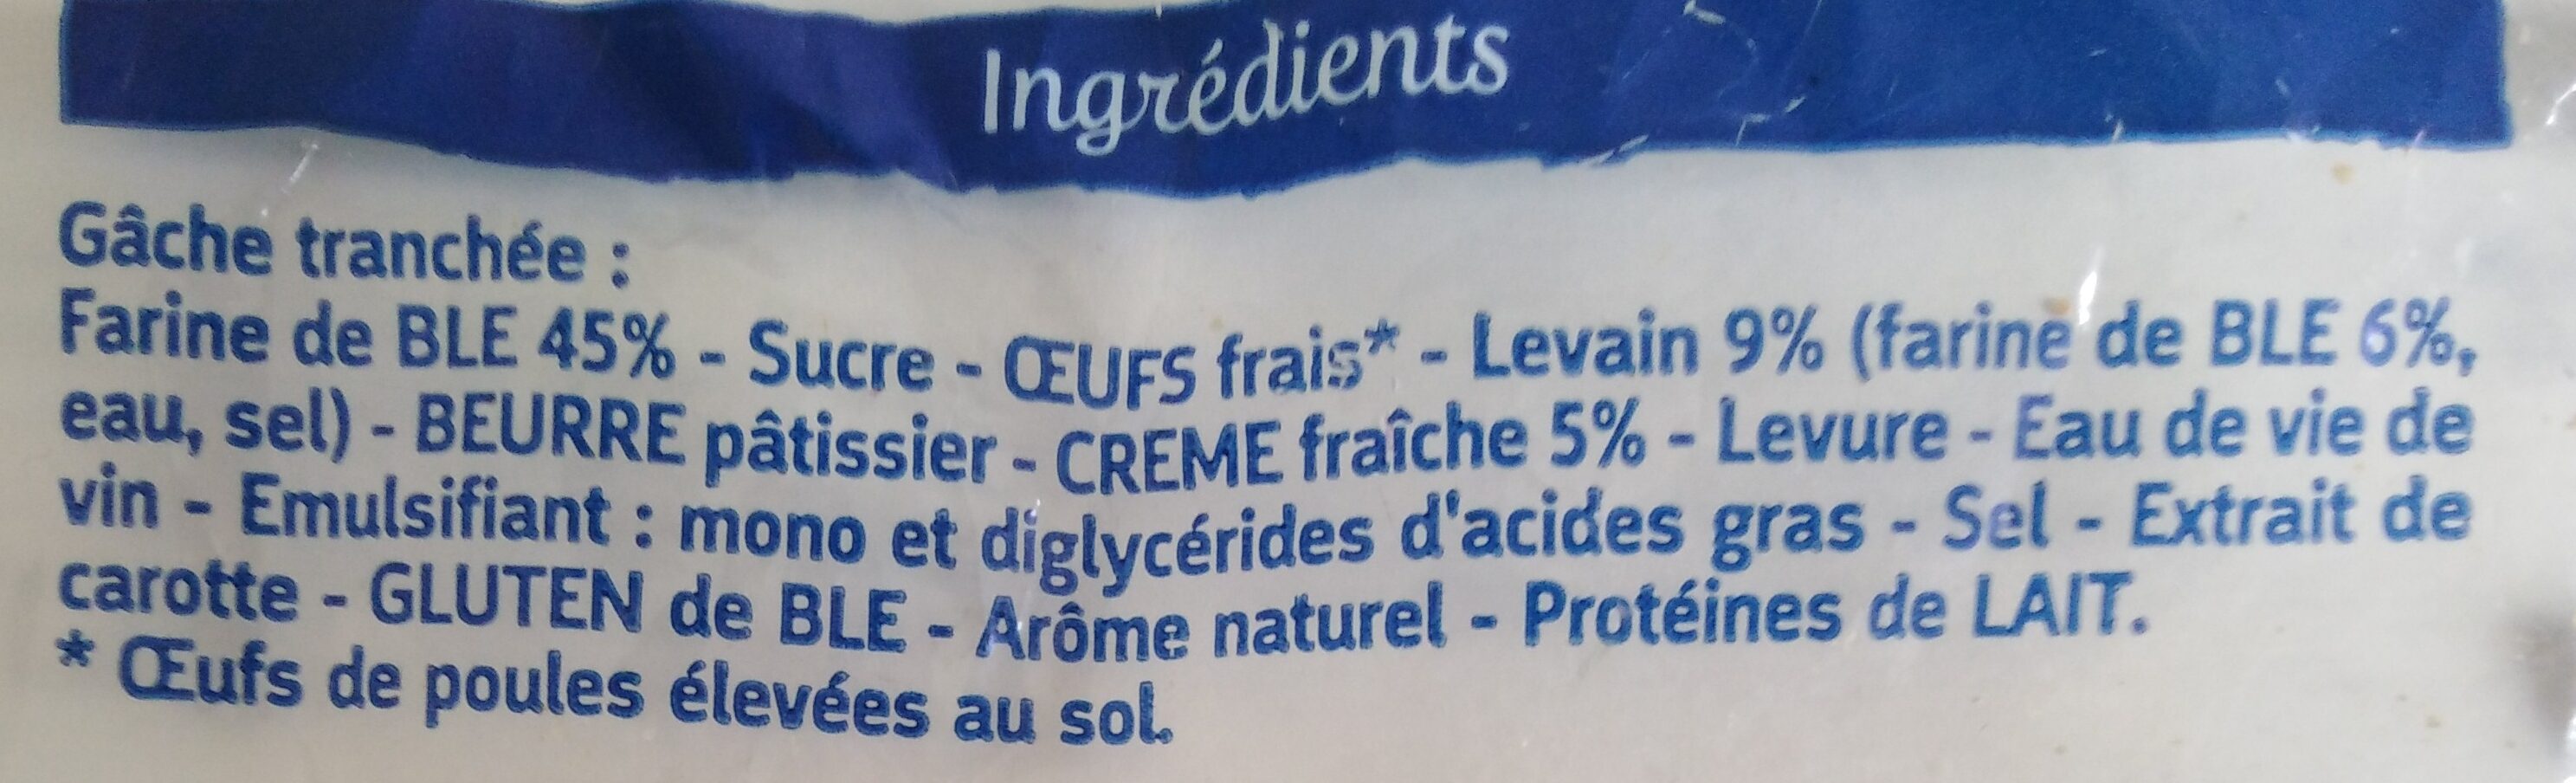 Ingrédients
Gâche tranchée :
Farine de BLE 45% - Sucre - ŒUFS frais* - Levain 9% (farine de BLE 6%,
eau, sel) - BEURRE pâtissier - CREME fraîche 5% - Levure - Eau de vie de
vin - Emulsifiant : mono et diglycérides d'acides gras - Sel - Extrait de
carotte - GLUTEN de BLE - Arôme naturel - Protéines de LAIT.
* Œufs de poules élevées au sol.